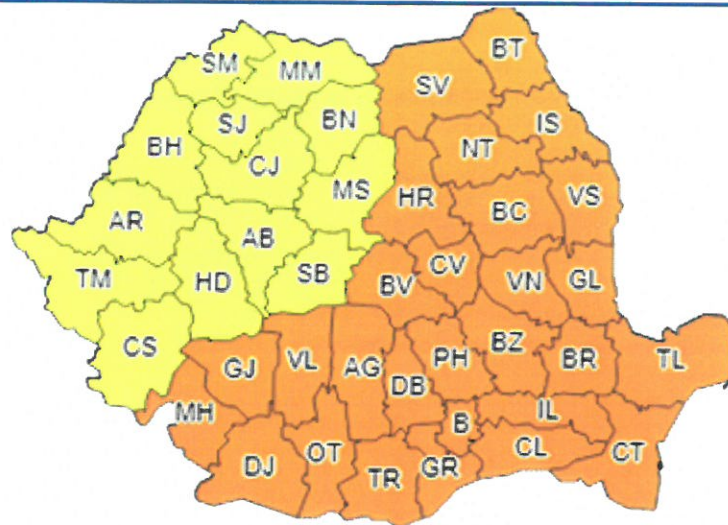 SM
MM
BT
SV
SJ
BN
IS
BH
CJ
NT
MS
HR
VS
BC
AR
AB
TM
HD
SB
BV
CV
VN
GL
CS
GJ
VL
AG
DB
PH
BZ
BR
TL
MH
B
IL
DJ
OT
TR
GR
CL
CT